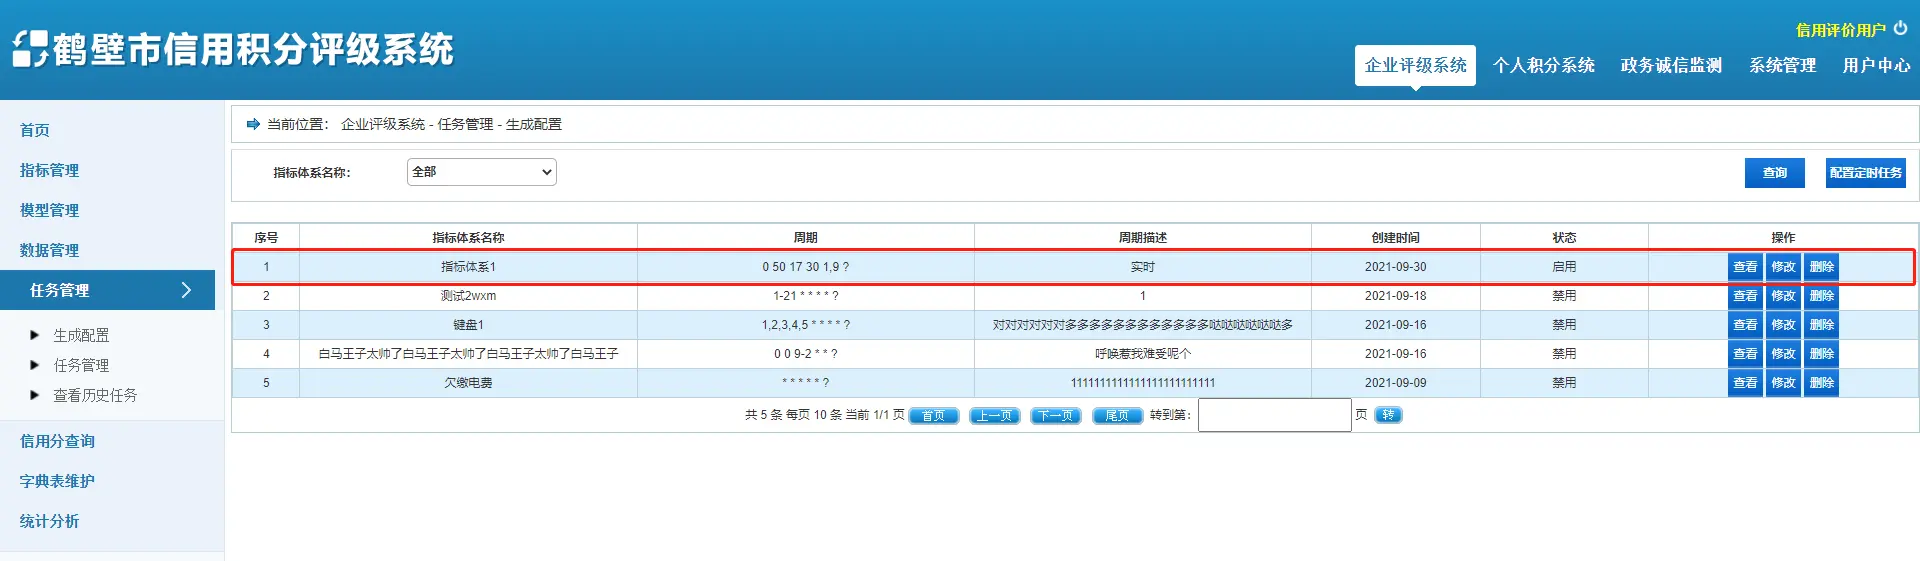 鹤壁市信用积分评级系统
信用评价用户
企业评级系统 个人积分系统 政务诚信监测 系统管理 用户中心
首页
指标管理
模型管理
数据管理
任务管理
生成配置
任务管理
查看历史任务
信用分查询
字典表维护
统计分析
当前位置： 企业评级系统 - 任务管理 - 生成配置
指标体系名称： 全部 查询 配置定时任务
序号 指标体系名称 周期 周期描述 创建时间 状态 操作
1 指标体系1 0 50 17 30 1,9 ? 实时 2021-09-30 启用 查看 修改 删除
2 测试2wxm 1-21 * * * * ? 1 2021-09-18 禁用 查看 修改 删除
3 键盘1 1,2,3,4,5 * * * * ? 对对对对对对多多多多多多多多多多多多哒哒哒哒哒哒多 2021-09-16 禁用 查看 修改 删除
4 白马王子太帅了白马王子太帅了白马王子太帅了白马王子 0 0 9-2 * * ? 呼唤惹我难受呢个 2021-09-16 禁用 查看 修改 删除
5 欠缴电费 * * * * * ? 1111111111111111111111111 2021-09-09 禁用 查看 修改 删除
共 5 条 每页 10 条 当前 1/1 页 首页 上一页 下一页 尾页 转到第： 页 转